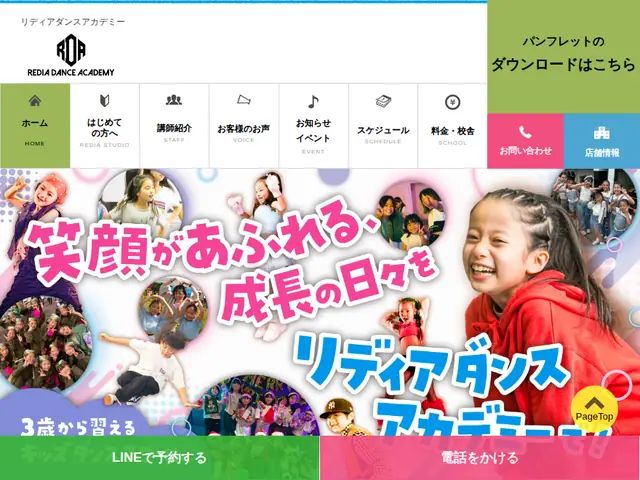 リディアダンスアカデミー
RDA
REDIA DANCE ACADEMY
パンフレットの
ダウンロードはこちら
ホーム
HOME
はじめて
の方へ
REDIA STUDIO
講師紹介
STAFF
お客様のお声
VOICE
お知らせ
イベント
EVENT
スケジュール
SCHEDULE
料金・校舎
SCHOOL
お問い合わせ
店舗情報
笑顔があふれる、
成長の日々を
リディアダンス
アカデミーで!
3歳から習える
PageTop
LINEで予約する
電話をかける